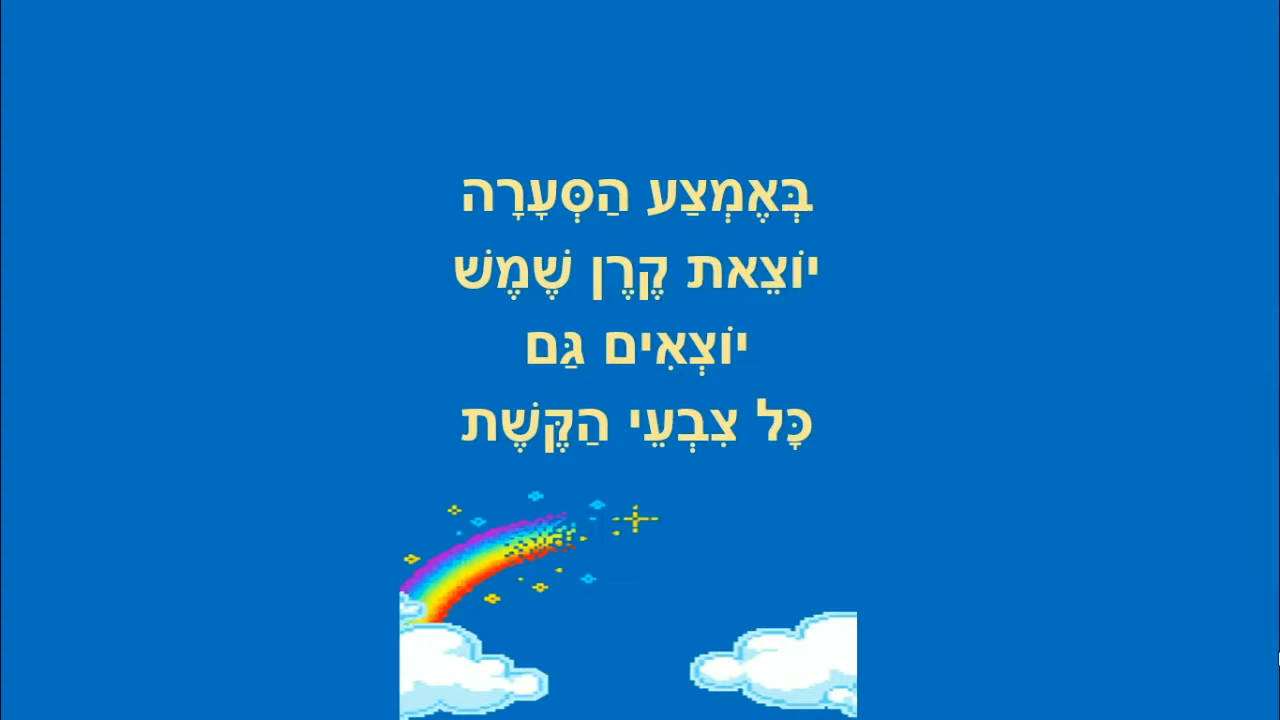 בְּאֶמְצַע הַסְּעָרָה
יוֹצֵאת קֶרֶן שֶׁמֶשׁ
יוֹצְאִים גַּם
כָּל צִבְעֵי הַקֶּשֶׁת